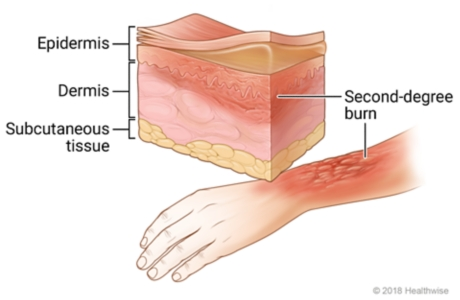 Epidermis
Dermis
Subcutaneous
tissue
Second-degree
burn
© 2018 Healthwise